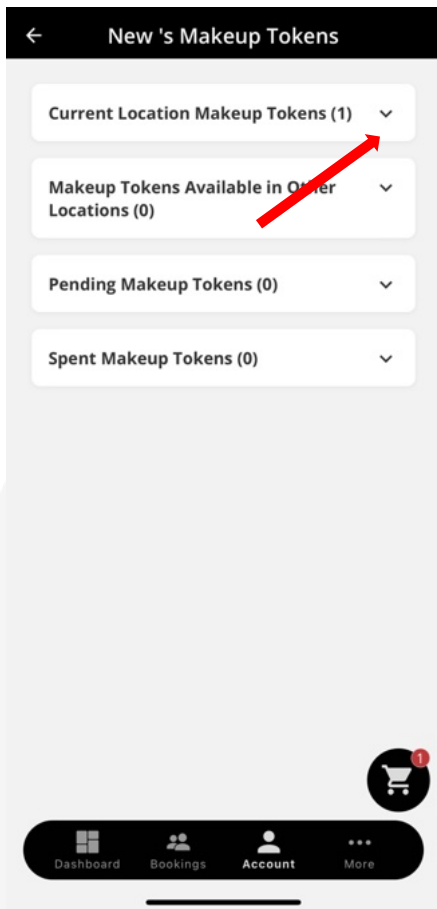 New 's Makeup Tokens
Current Location Makeup Tokens (1)
Makeup Tokens Available in Other
Locations (0)
Pending Makeup Tokens (0)
Spent Makeup Tokens (0)
1
Dashboard Bookings Account More